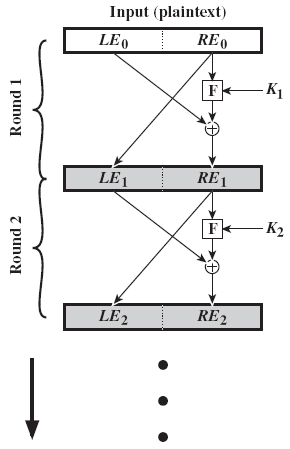 Input (plaintext)
LE0 RE0
Round 1
F K1
+
LE1 RE1
Round 2
F K2
+
LE2 RE2